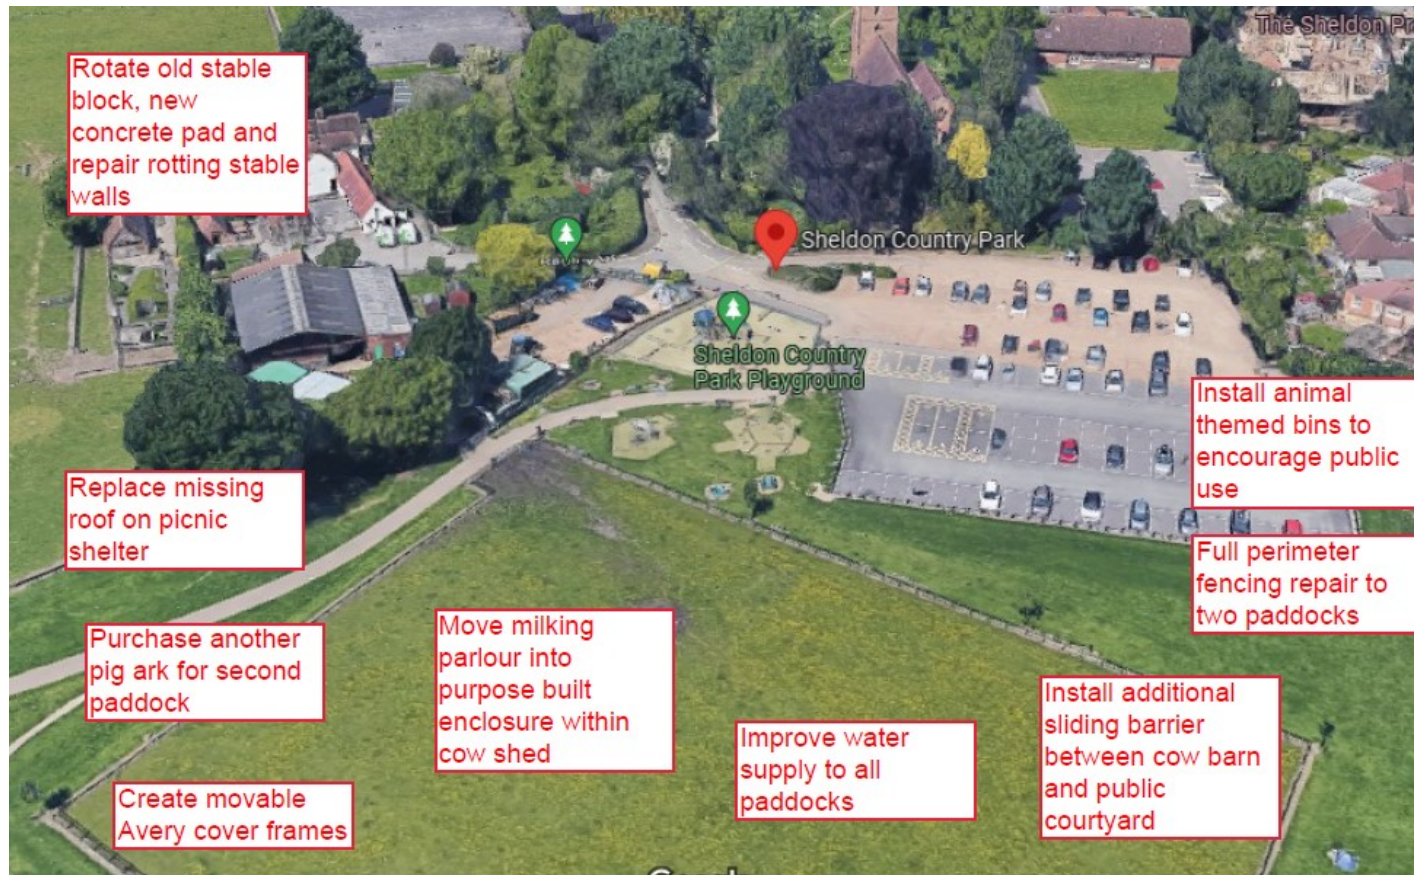 The Sheldon Pr
Rotate old stable
block, new
concrete pad and
repair rotting stable
walls
Sheldon Country Park
Sheldon Country
Park Playground
Install animal
themed bins to
encourage public
use
Replace missing
roof on picnic
shelter
Full perimeter
fencing repair to
two paddocks
Purchase another
pig ark for second
paddock
Move milking
parlour into
purpose built
enclosure within
cow shed
Install additional
sliding barrier
between cow barn
and public
courtyard
Improve water
supply to all
paddocks
Create movable
Avery cover frames
Google